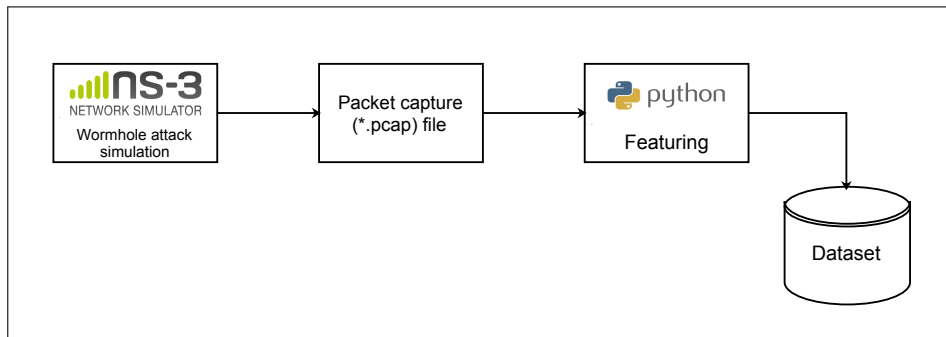 NS-3
NETWORK SIMULATOR
Wormhole attack
simulation
Packet capture
(*.pcap) file
python
Featuring
Dataset